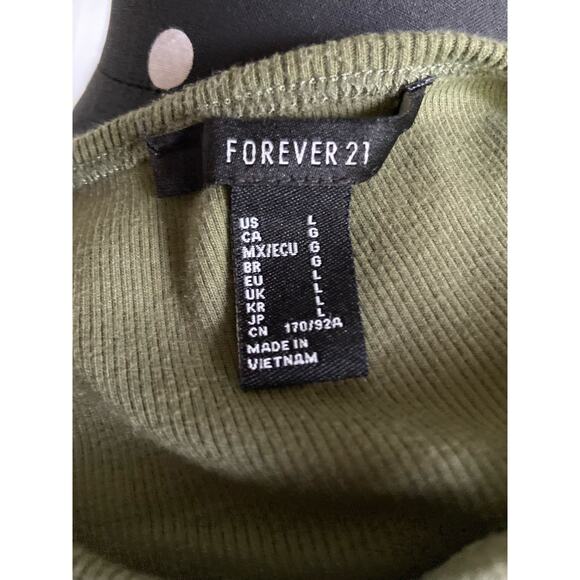 FOREVER 21
US L
CA G
MX/ECU G
BR G
EU L
UK L
KR L
JP L
CN 170/92A
MADE IN
VIETNAM